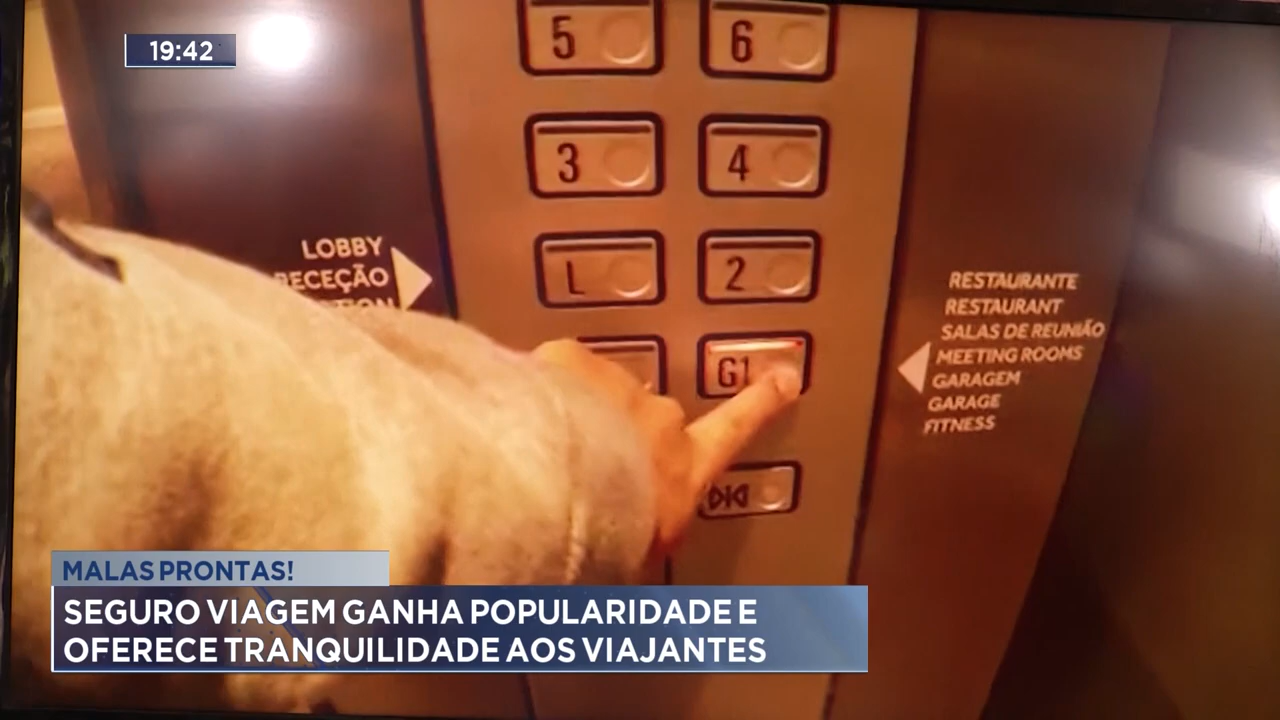 19:42
5
6
3
4
LOBBY
L
2
RESTAURANTE
RESTAURANT
SALAS DE REUNIÃO
G1
MEETING ROOMS
GARAGEM
GARAGE
FITNESS
MALAS PRONTAS!
SEGURO VIAGEM GANHA POPULARIDADE E
OFERECE TRANQUILIDADE AOS VIAJANTES